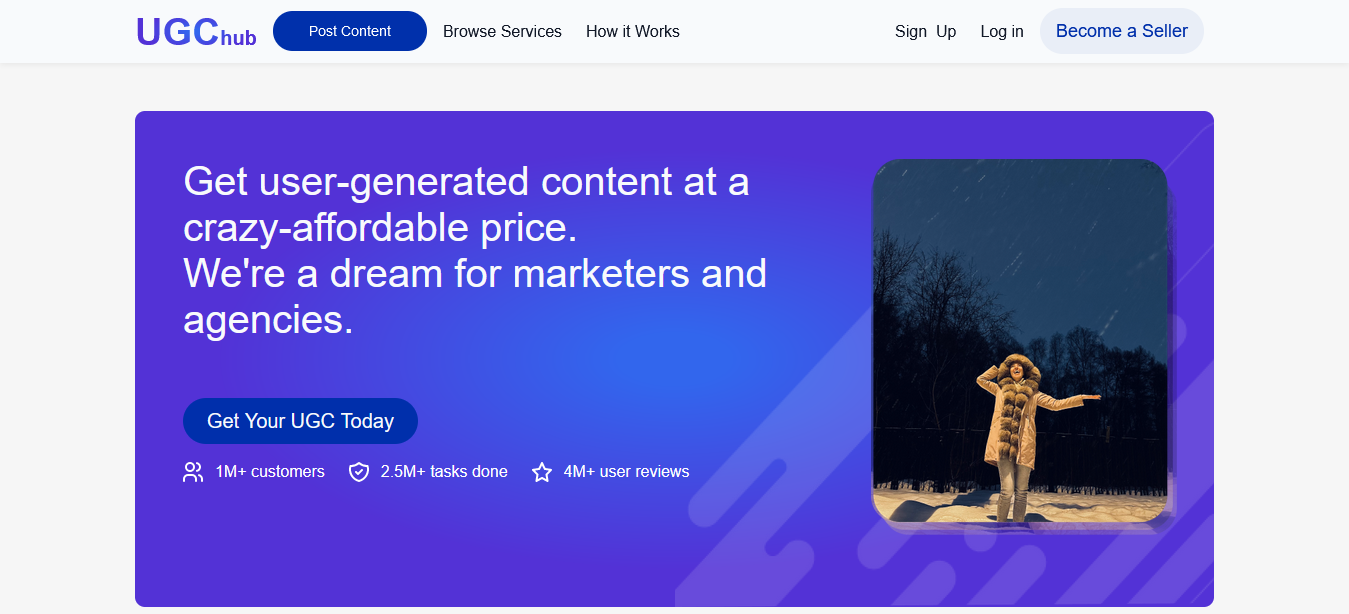 UGChub
Post Content
Browse Services
How it Works
Sign Up
Log in
Become a Seller
Get user-generated content at a
crazy-affordable price.
We're a dream for marketers and
agencies.
Get Your UGC Today
1M+ customers
2.5M+ tasks done
4M+ user reviews